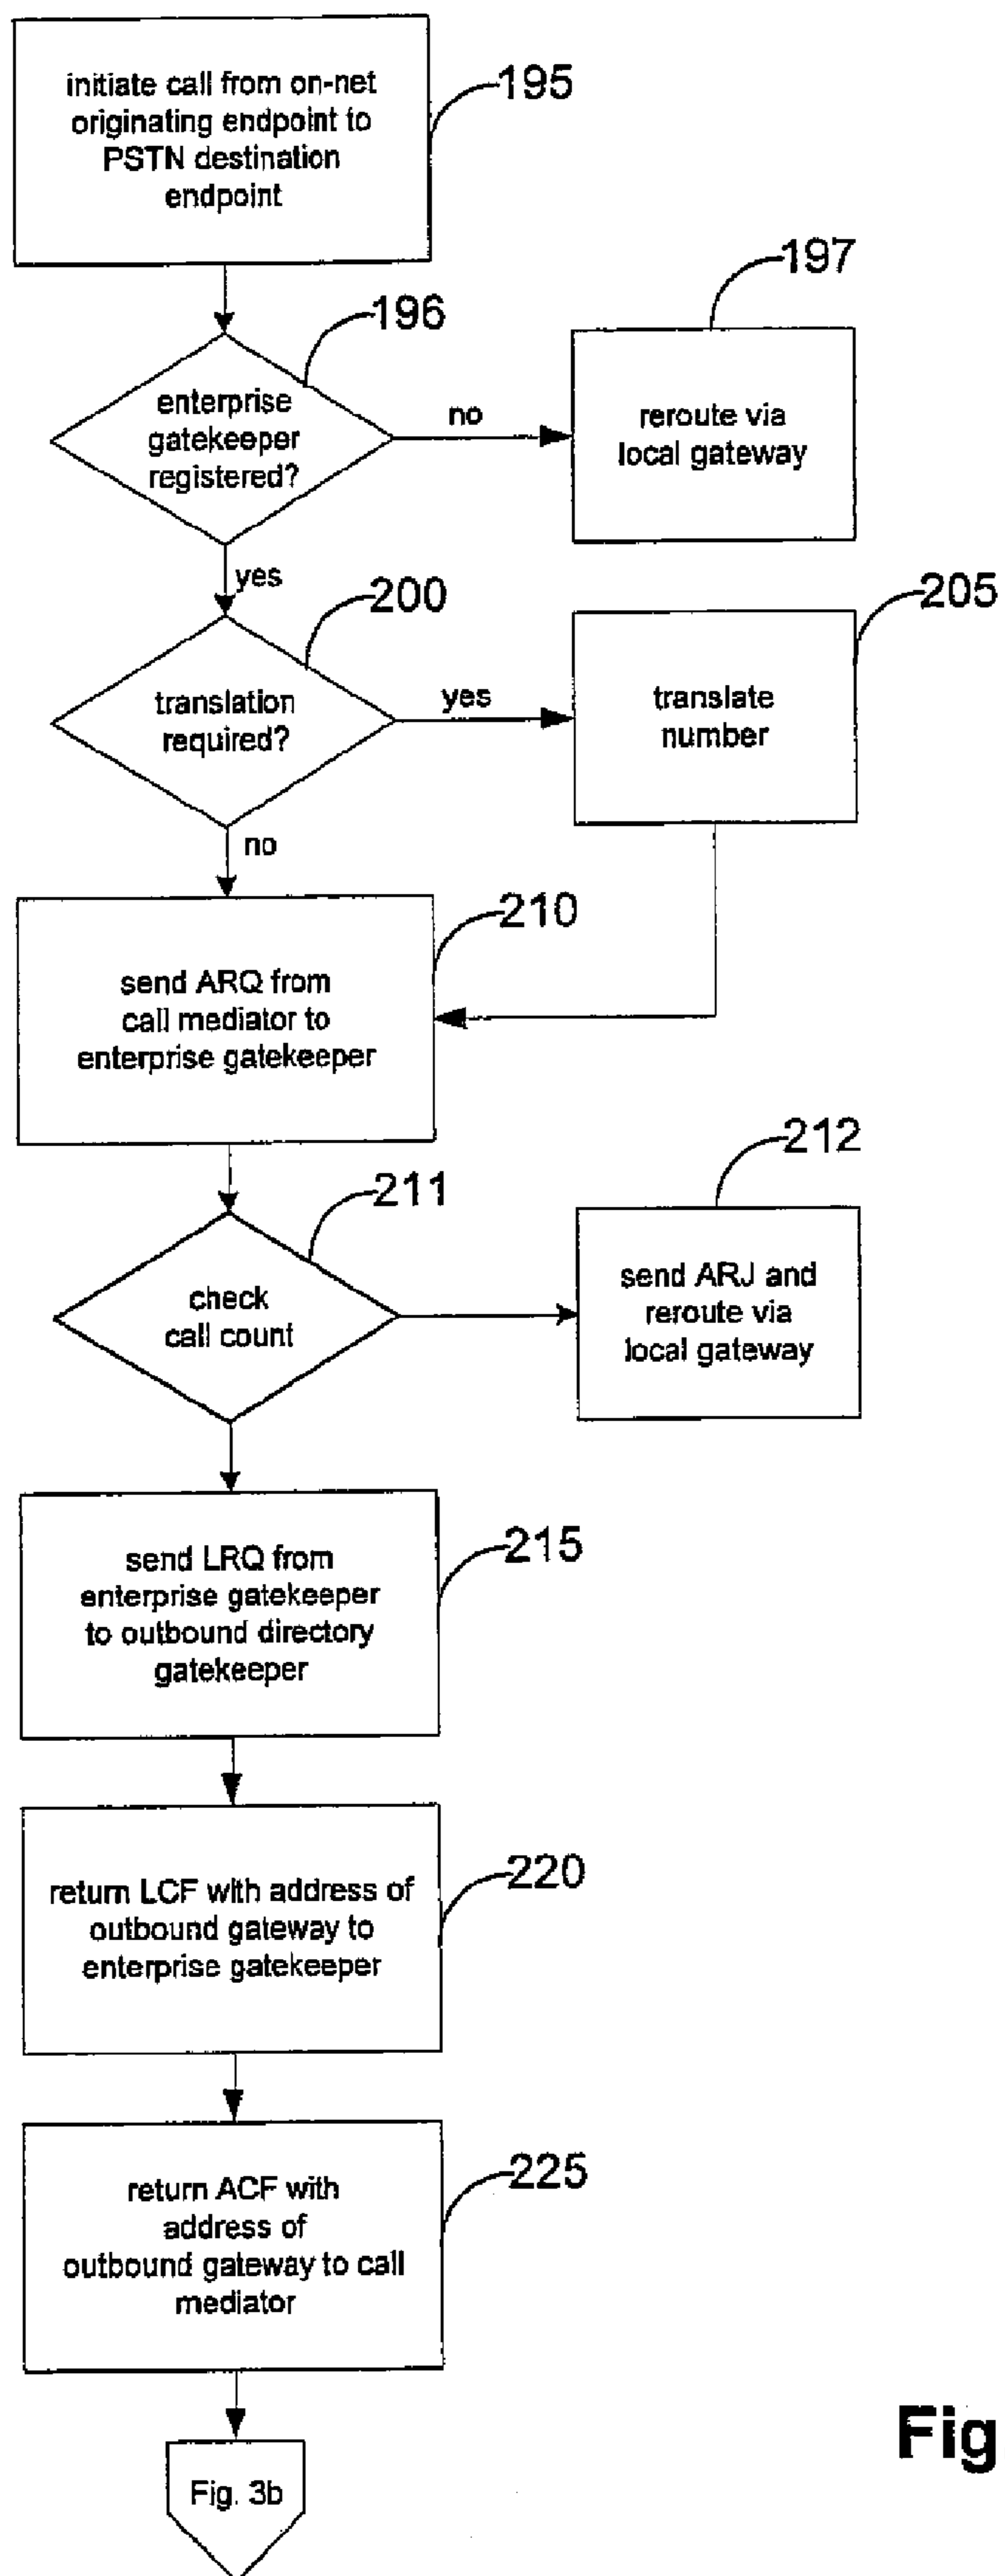 initiate call from on-net
originating endpoint to
PSTN destination
endpoint
195
196
enterprise
gatekeeper
registered?
no
197
reroute via
local gateway
yes
200
translation
required?
yes
205
translate
number
no
210
send ARQ from
call mediator to
enterprise gatekeeper
211
check
call count
212
send ARJ and
reroute via
local gateway
215
send LRQ from
enterprise gatekeeper
to outbound directory
gatekeeper
220
return LCF with address of
outbound gateway to
enterprise gatekeeper
225
return ACF with
address of
outbound gateway to call
mediator
Fig. 3b
Fig